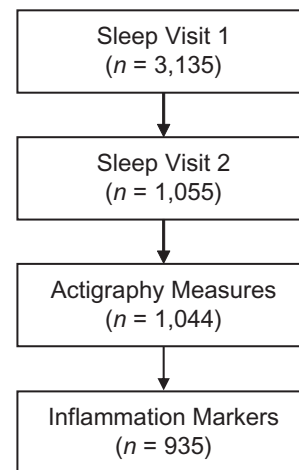 Sleep Visit 1
(n = 3,135)
Sleep Visit 2
(n = 1,055)
Actigraphy Measures
(n = 1,044)
Inflammation Markers
(n = 935)